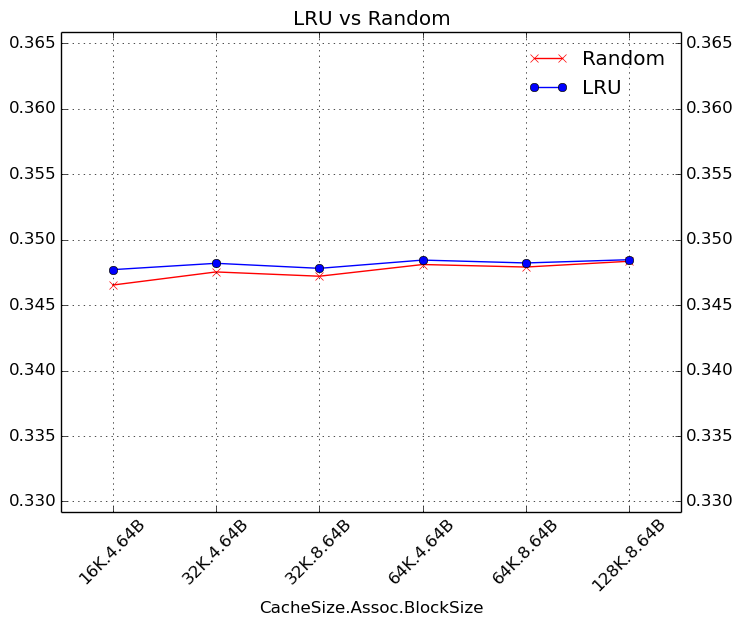 LRU vs Random
0.365 0.365
Random
LRU
0.360 0.360
0.355 0.355
0.350 0.350
0.345 0.345
0.340 0.340
0.335 0.335
0.330 0.330
16K.4.64B 32K.4.64B 32K.8.64B 64K.4.64B 64K.8.64B 128K.8.64B
CacheSize.Assoc.BlockSize